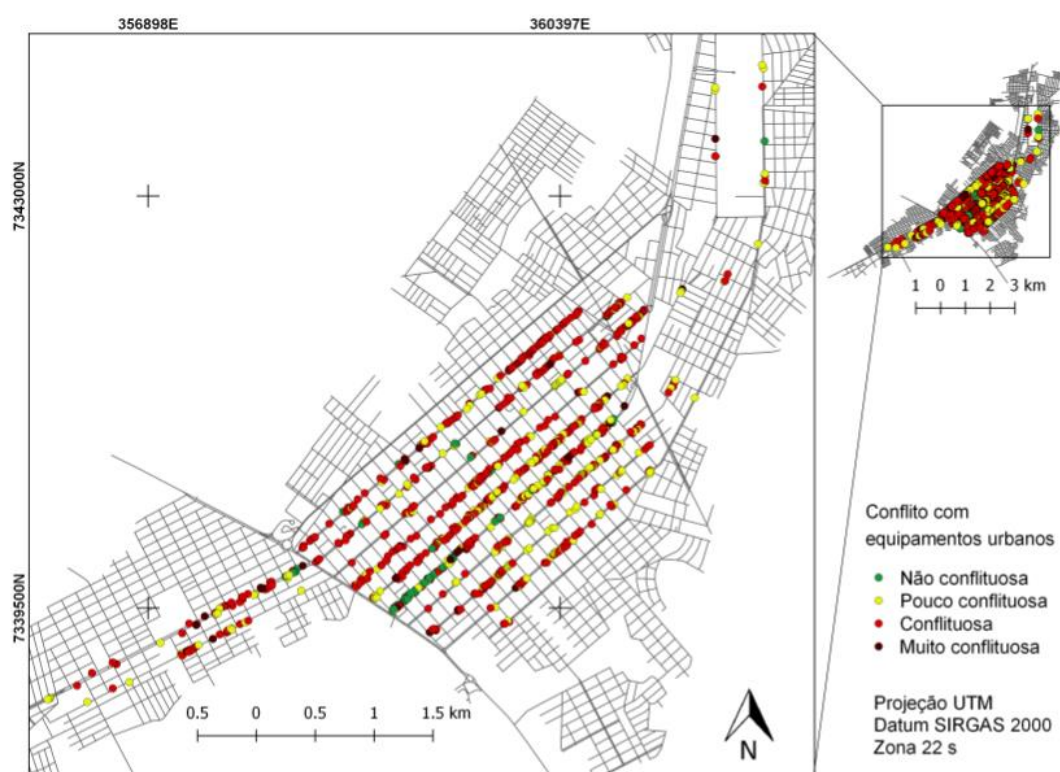 356898E
360397E
7343000N
7339500N
1 0 1 2 3 km
Conflito com
equipamentos urbanos
Não conflituosa
Pouco conflituosa
Conflituosa
Muito conflituosa
0.5 0 0.5 1 1.5 km
N
Projeção UTM
Datum SIRGAS 2000
Zona 22 s